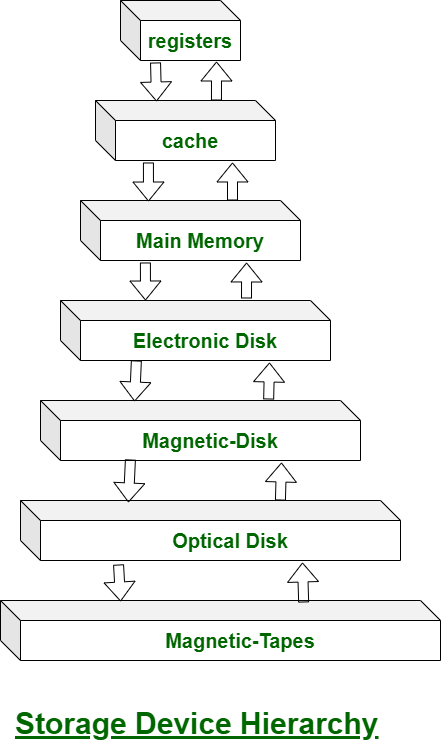 registers
cache
Main Memory
Electronic Disk
Magnetic-Disk
Optical Disk
Magnetic-Tapes
Storage Device Hierarchy